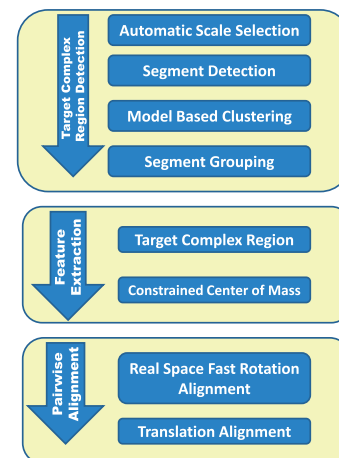 Target Complex
Region Detection
Automatic Scale Selection
Segment Detection
Model Based Clustering
Segment Grouping
Feature
Extraction
Target Complex Region
Constrained Center of Mass
Pairwise
Alignment
Real Space Fast Rotation
Alignment
Translation Alignment